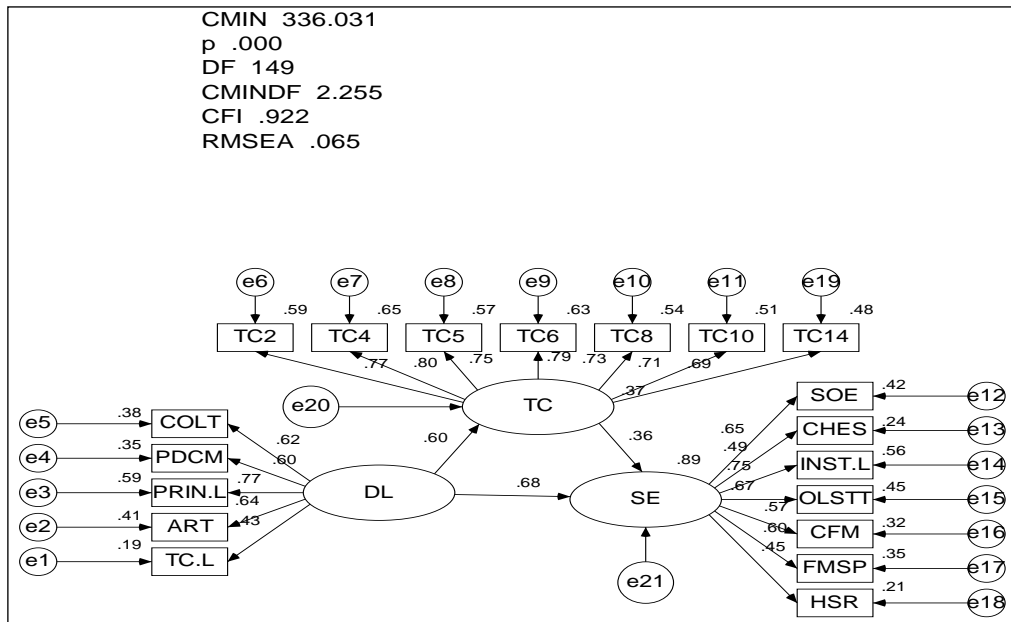 CMIN 336.031
p .000
DF 149
CMINDF 2.255
CFI .922
RMSEA .065
e6 e7 e8 e9 e10 e11 e19
.59 .65 .57 .63 .54 .51 .48
TC2 TC4 TC5 TC6 TC8 TC10 TC14
.77 .80 .75 .79 .73 .71 .69
.37
e20 TC
SOE .42 e12
.38
e5 COLT
.60 .36
.65
CHES .24 e13
.62
.49
.35
e4 PDCM
.60
.89
.75
INST.L .56 e14
.59
e3 PRIN.L .77
DL .68 SE
.67
OLSTT .45 e15
.64
.41
e2 ART
.57
CFM .32 e16
.43
.60
.19
e1 TC.L
.45
FMSP .35 e17
e21
HSR .21 e18